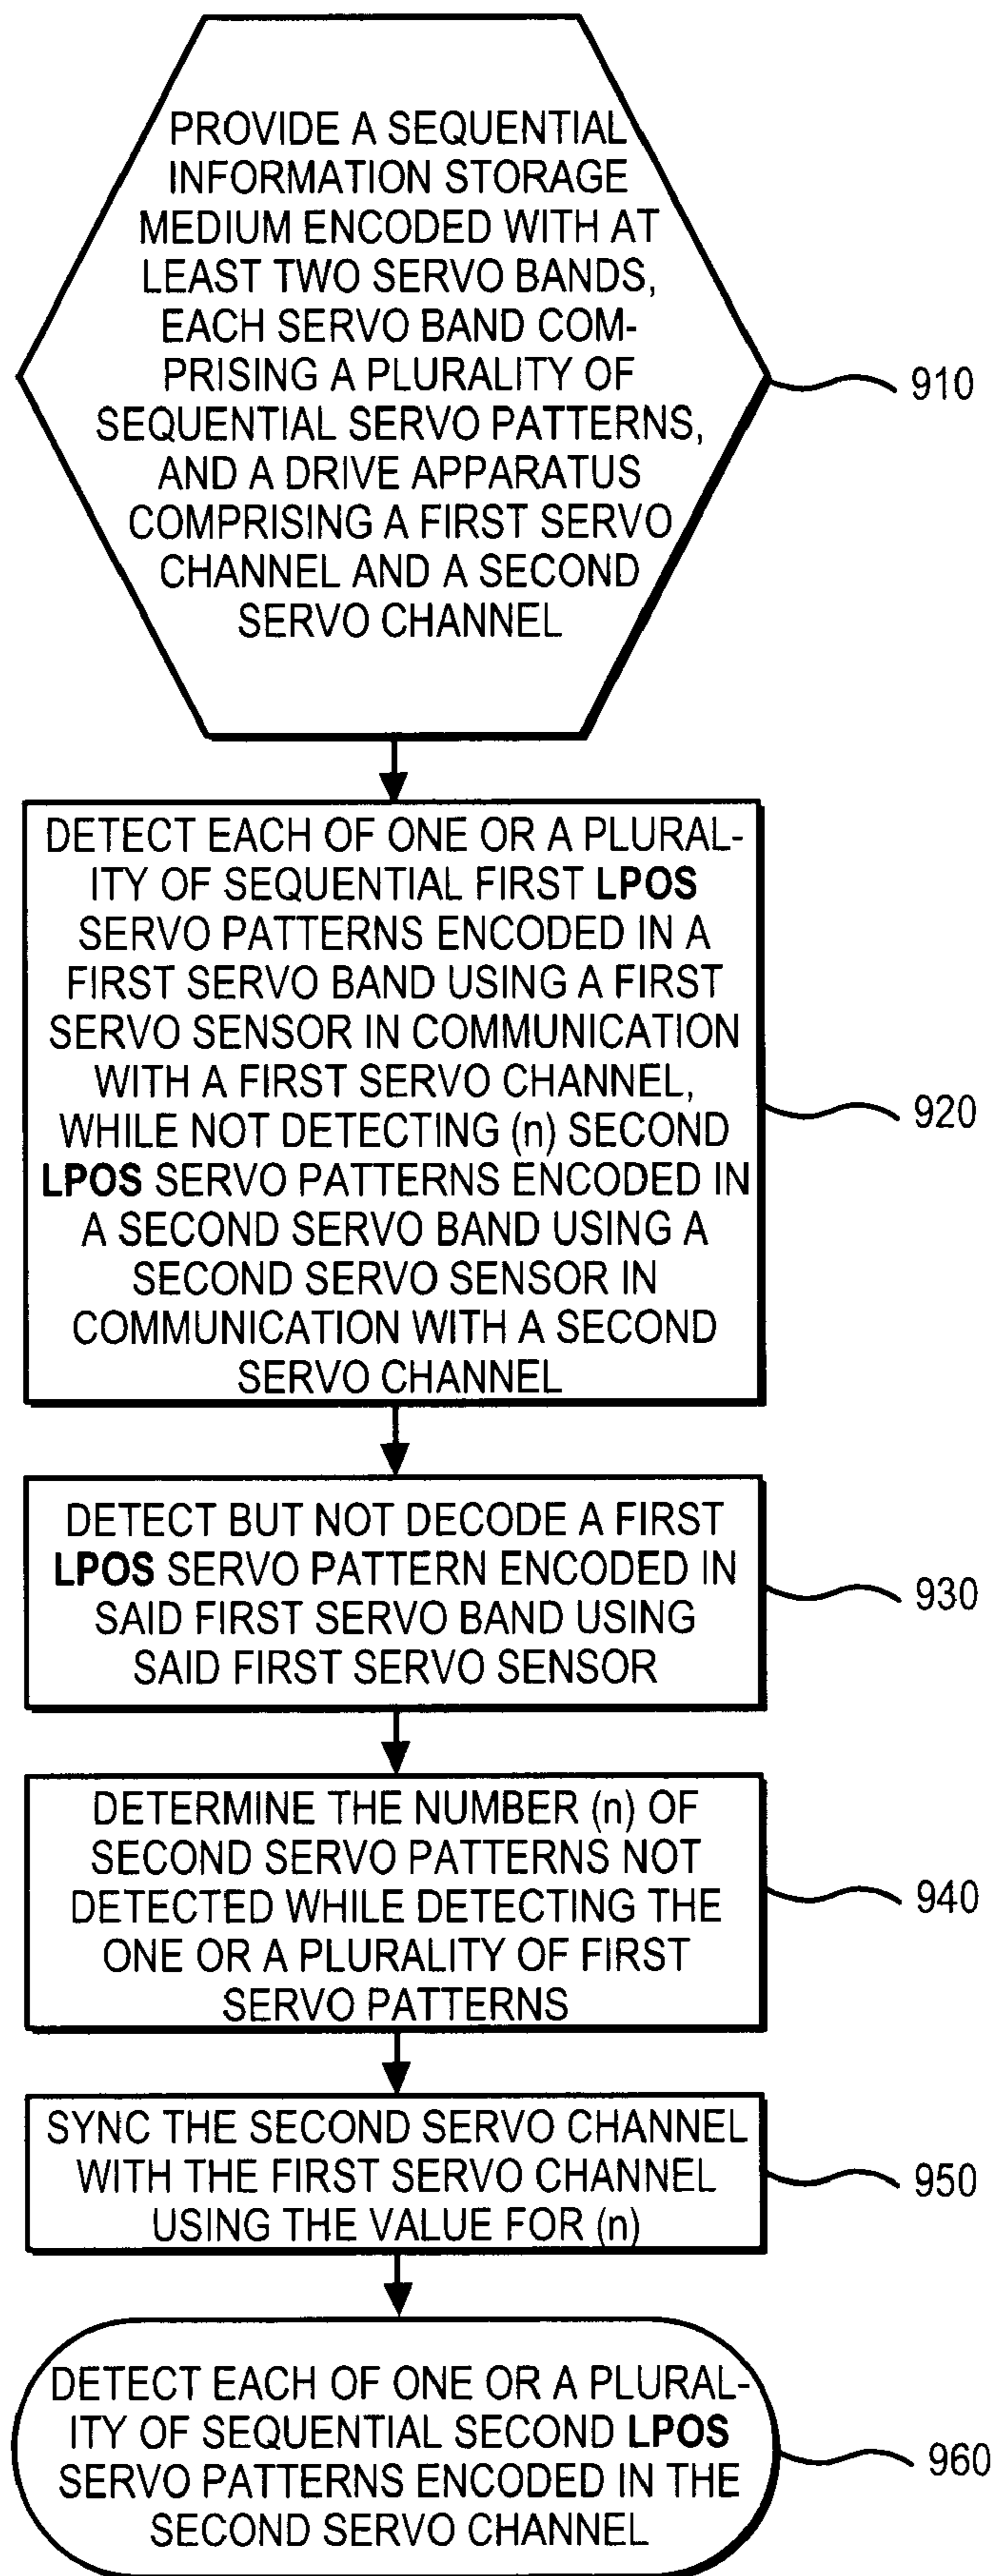 PROVIDE A SEQUENTIAL
INFORMATION STORAGE
MEDIUM ENCODED WITH AT
LEAST TWO SERVO BANDS,
EACH SERVO BAND COM-
PRISING A PLURALITY OF
SEQUENTIAL SERVO PATTERNS,
AND A DRIVE APPARATUS
COMPRISING A FIRST SERVO
CHANNEL AND A SECOND
SERVO CHANNEL
910
DETECT EACH OF ONE OR A PLURAL-
ITY OF SEQUENTIAL FIRST LPOS
SERVO PATTERNS ENCODED IN A
FIRST SERVO BAND USING A FIRST
SERVO SENSOR IN COMMUNICATION
WITH A FIRST SERVO CHANNEL,
WHILE NOT DETECTING (n) SECOND
LPOS SERVO PATTERNS ENCODED IN
A SECOND SERVO BAND USING A
SECOND SERVO SENSOR IN
COMMUNICATION WITH A SECOND
SERVO CHANNEL
920
DETECT BUT NOT DECODE A FIRST
LPOS SERVO PATTERN ENCODED IN
SAID FIRST SERVO BAND USING
SAID FIRST SERVO SENSOR
930
DETERMINE THE NUMBER (n) OF
SECOND SERVO PATTERNS NOT
DETECTED WHILE DETECTING THE
ONE OR A PLURALITY OF FIRST
SERVO PATTERNS
940
SYNC THE SECOND SERVO CHANNEL
WITH THE FIRST SERVO CHANNEL
USING THE VALUE FOR (n)
950
DETECT EACH OF ONE OR A PLURAL-
ITY OF SEQUENTIAL SECOND LPOS
SERVO PATTERNS ENCODED IN THE
SECOND SERVO CHANNEL
960